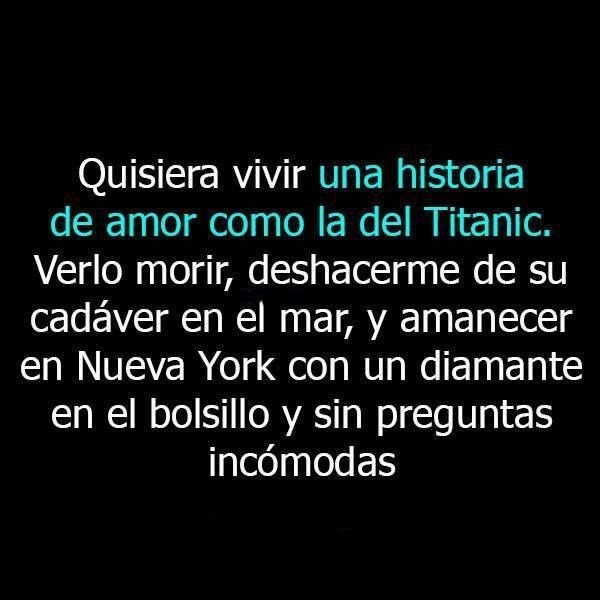 Quisiera vivir una historia
de amor como la del Titanic.
Verlo morir, deshacerme de su
cadáver en el mar, y amanecer
en Nueva York con un diamante
en el bolsillo y sin preguntas
incómodas